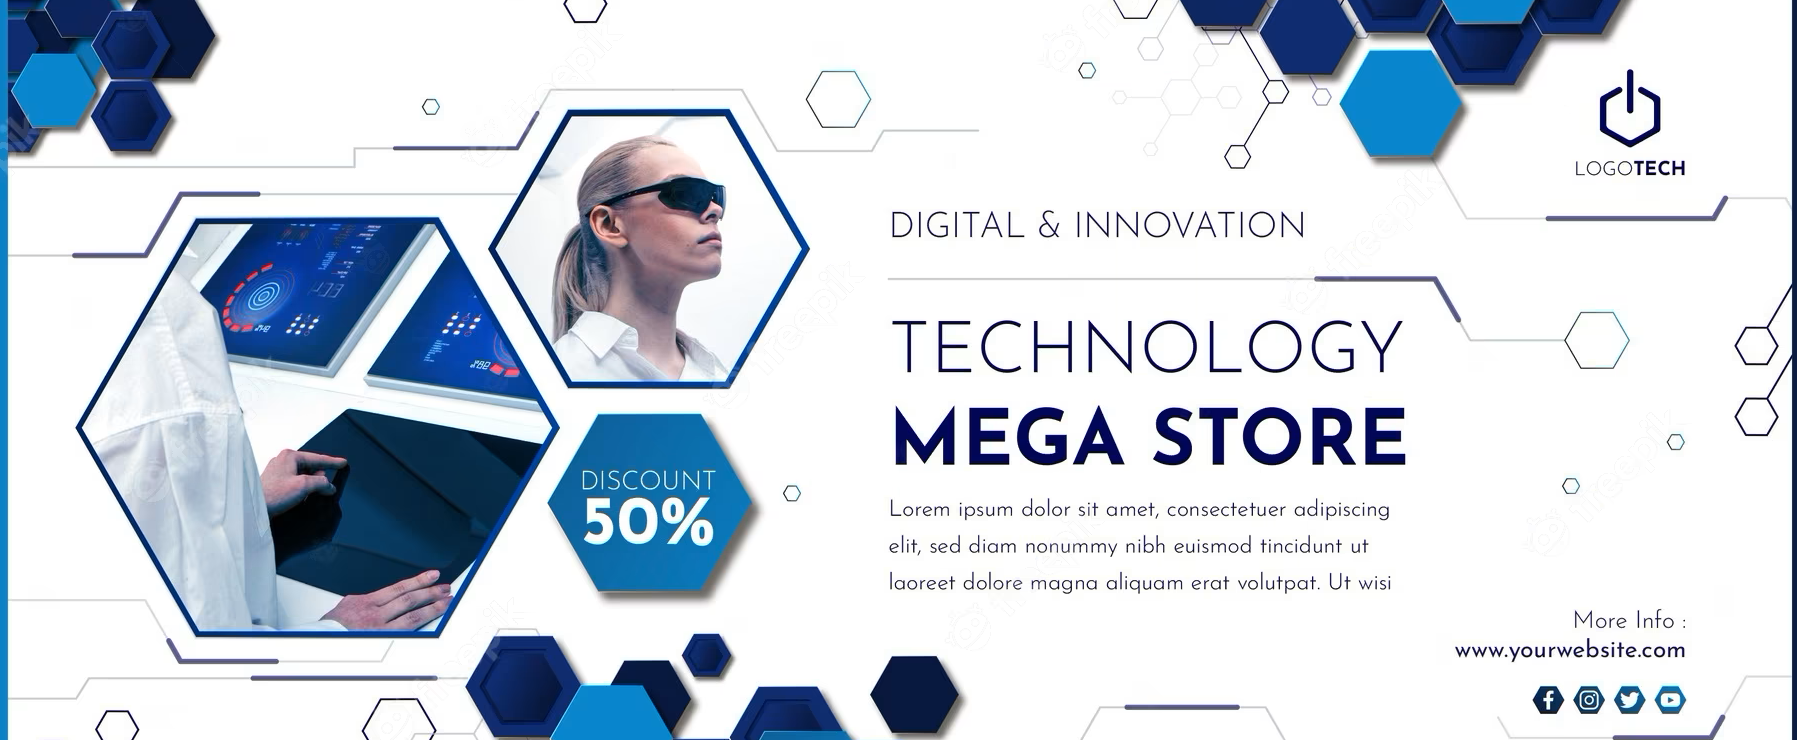 LOGOTECH
DIGITAL & INNOVATION
TECHNOLOGY
MEGA STORE
DISCOUNT
50%
Lorem ipsum dolor sit amet, consectetuer adipiscing
elit, sed diam nonummy nibh euismod tincidunt ut
laoreet dolore magna aliquam erat volutpat. Ut wisi
More Info :
www.yourwebsite.com
freepik